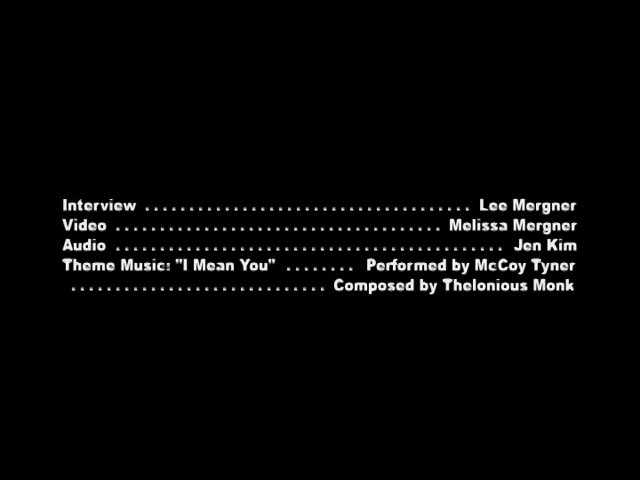 Interview ..................................... Lee Mergner
Video ..................................... Melissa Mergner
Audio ............................................ Jen Kim
Theme Music: "I Mean You" ........ Performed by McCoy Tyner
............................. Composed by Thelonious Monk